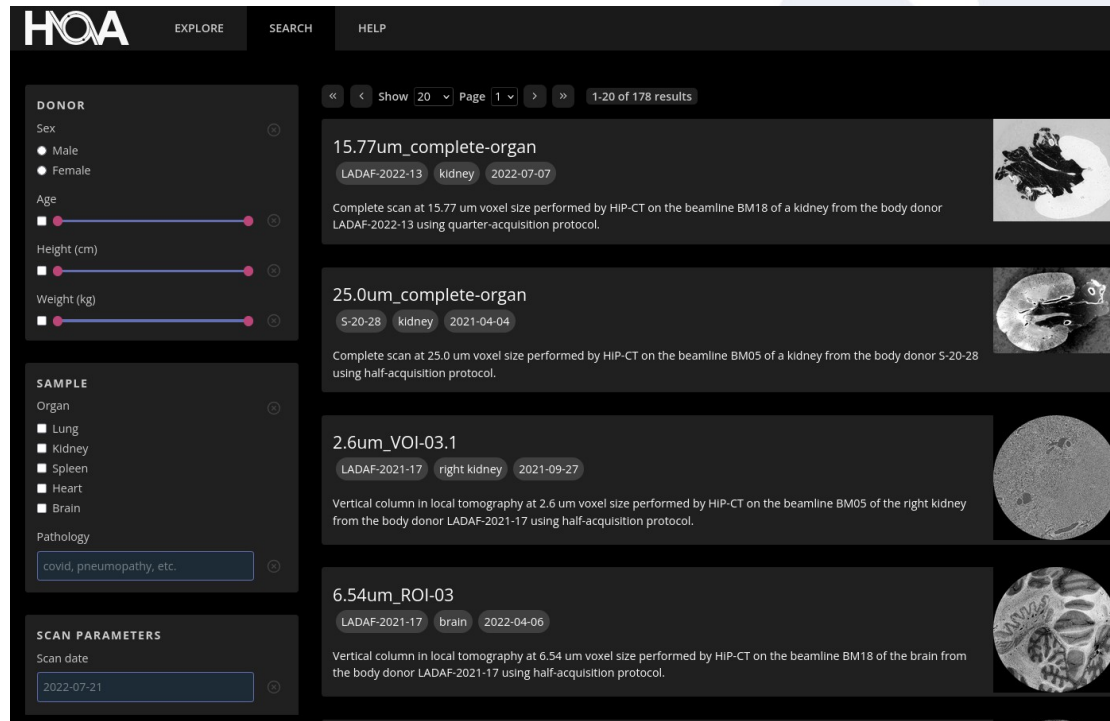 HOA
EXPLORE
SEARCH
HELP
DONOR
Sex
Male
Female
Age
Height (cm)
Weight (kg)
SAMPLE
Organ
Lung
Kidney
Spleen
Heart
Brain
Pathology
covid, pneumopathy, etc.
SCAN PARAMETERS
Scan date
2022-07-21
« ‹ Show 20 Page 1 › » 1-20 of 178 results
15.77um_complete-organ
LADAF-2022-13 kidney 2022-07-07
Complete scan at 15.77 um voxel size performed by HiP-CT on the beamline BM18 of a kidney from the body donor
LADAF-2022-13 using quarter-acquisition protocol.
25.0um_complete-organ
S-20-28 kidney 2021-04-04
Complete scan at 25.0 um voxel size performed by HiP-CT on the beamline BM05 of a kidney from the body donor S-20-28
using half-acquisition protocol.
2.6um_VOI-03.1
LADAF-2021-17 right kidney 2021-09-27
Vertical column in local tomography at 2.6 um voxel size performed by HiP-CT on the beamline BM05 of the right kidney
from the body donor LADAF-2021-17 using half-acquisition protocol.
6.54um_ROI-03
LADAF-2021-17 brain 2022-04-06
Vertical column in local tomography at 6.54 um voxel size performed by HiP-CT on the beamline BM18 of the brain from
the body donor LADAF-2021-17 using half-acquisition protocol.